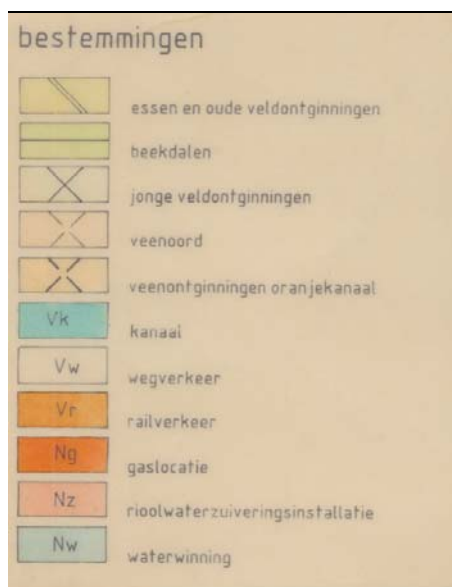 bestemmingen
essen en oude veldontginningen
beekdalen
jonge veldontginningen
veenoord
veenontginningen oranjekanaal
Vk kanaal
Vw wegverkeer
Vr railverkeer
Ng gaslocatie
Nz rioolwaterzuiveringsinstallatie
Nw waterwinning